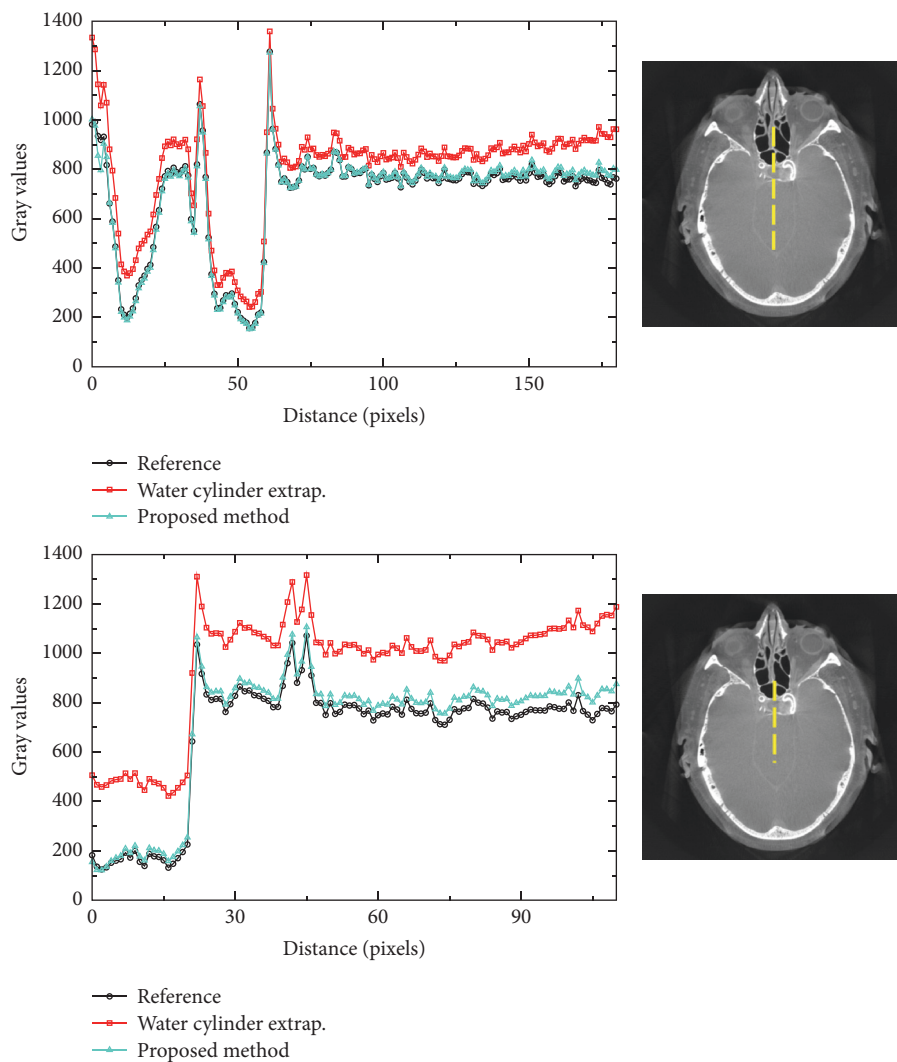 1400
1200
1000
800
600
400
200
0
Gray values
0
50
100
150
Distance (pixels)
Reference
Water cylinder extrap.
Proposed method
1400
1200
1000
800
600
400
200
0
Gray values
0
30
60
90
Distance (pixels)
Reference
Water cylinder extrap.
Proposed method